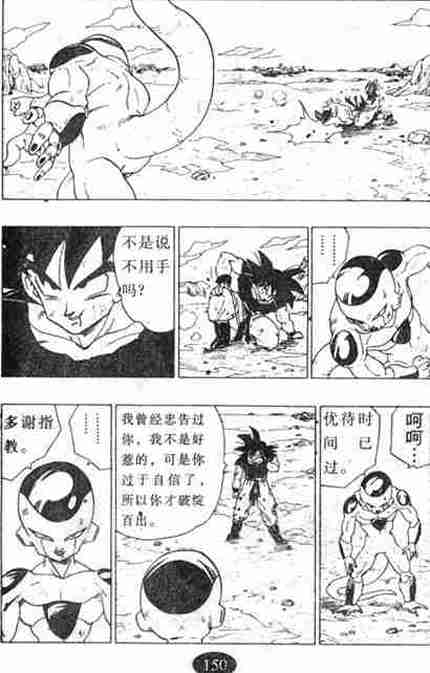 ……
不是说
不用手
吗？
呵呵…
优待时
间已
过。
我曾经忠告过
你，我不是好
惹的，可是你
过于自信了，
所以你才破绽
百出。
……
多谢指
教。
150